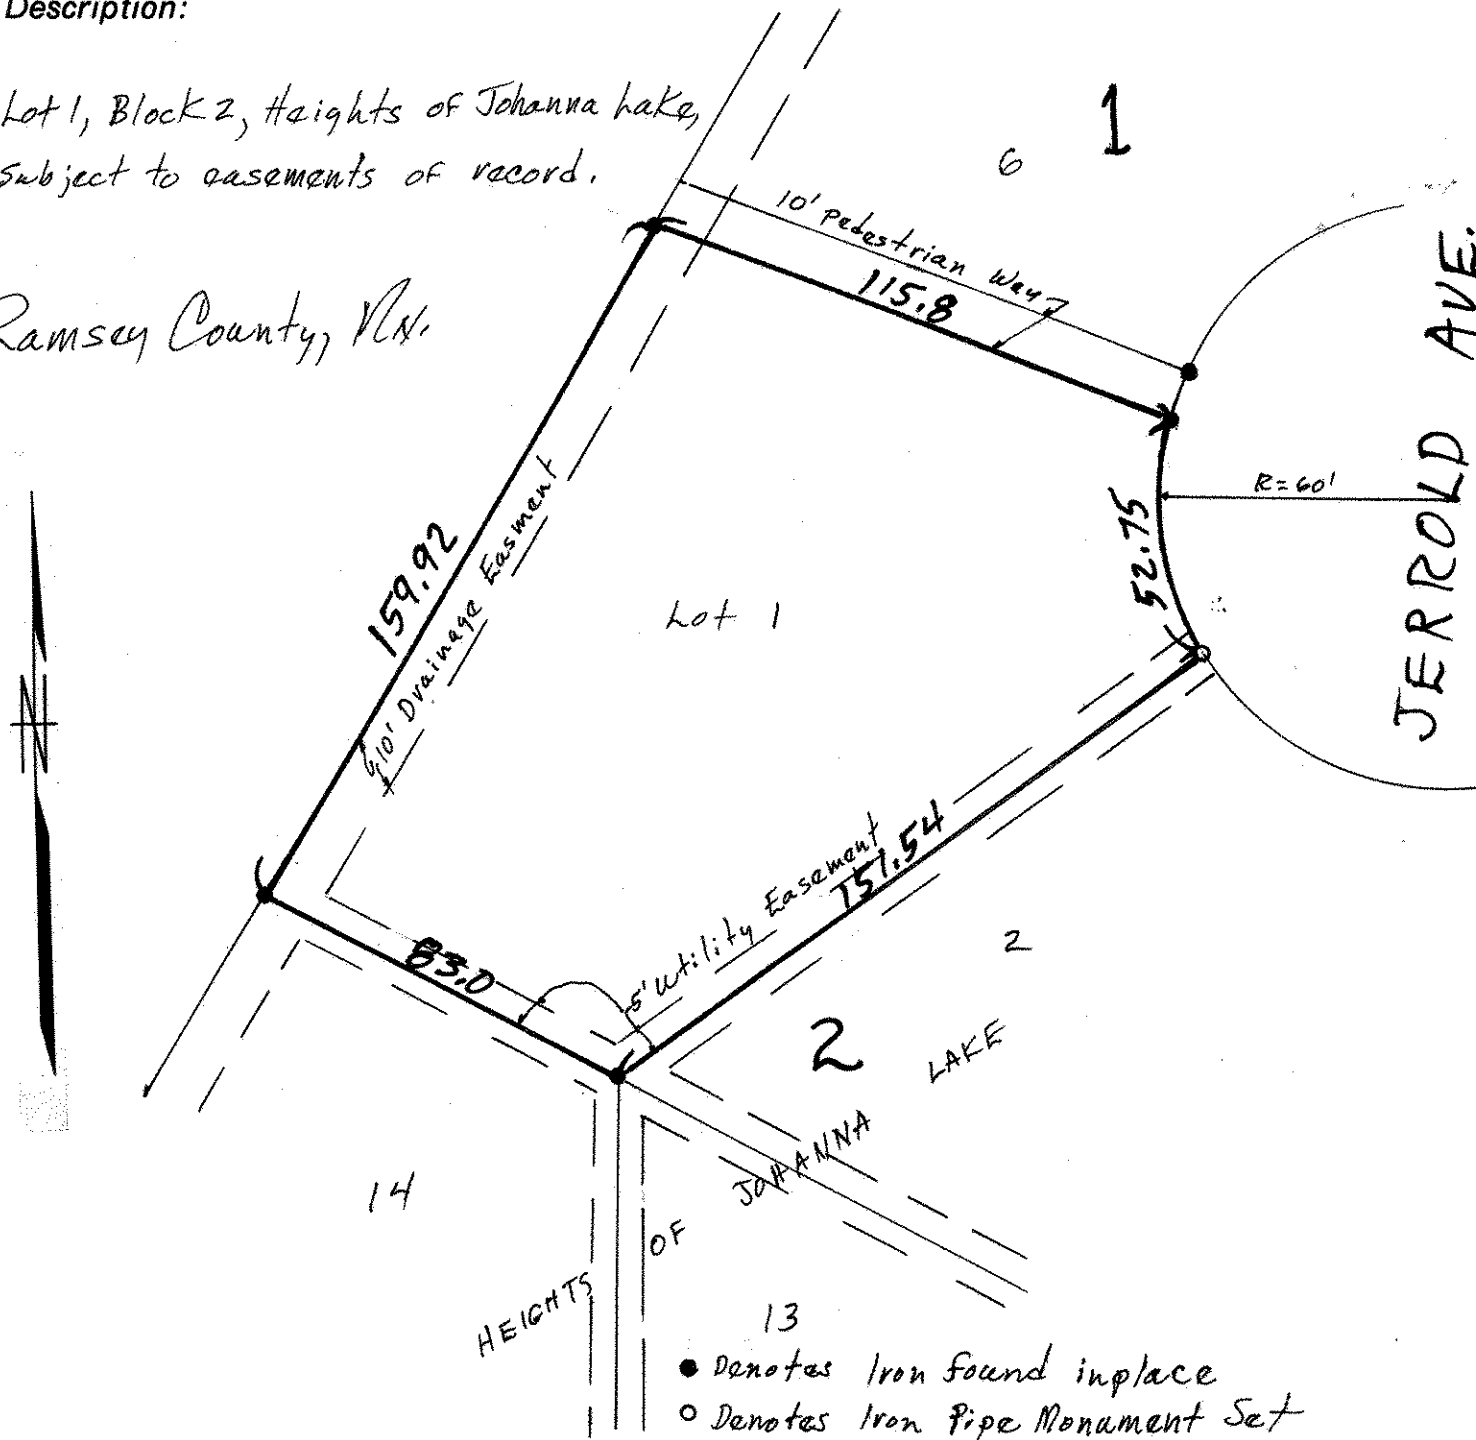 Description:
Lot 1, Block 2, Heights of Johanna Lake,
subject to easements of record.
Ramsey County, Mn.
1
6
10' Pedestrian Way
115.8
JERROLD AVE.
R=60'
52.75
159.92
10' Drainage Easment
Lot 1
N
83.0
5' Utility Easement
151.54
2
2
14
HEIGHTS OF JOHANNA LAKE
13
● Denotes Iron found inplace
○ Denotes Iron Pipe Monument Set